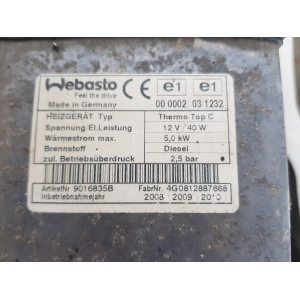 Webasto
Feel the drive
Made in Germany
e1 e1
00 0002 03 1232
HEIZGERÄT Typ Thermo Top C
Spannung/El.Leistung 12 V / 40 W
Wärmestrom max. 5,0 kW
Brennstoff Diesel
zul. Betriebsüberdruck 2,5 bar
ArtikelNr 9016835B FabrNr. 4G0812887668
Inbetriebnahmejahr 2008 2009 2010